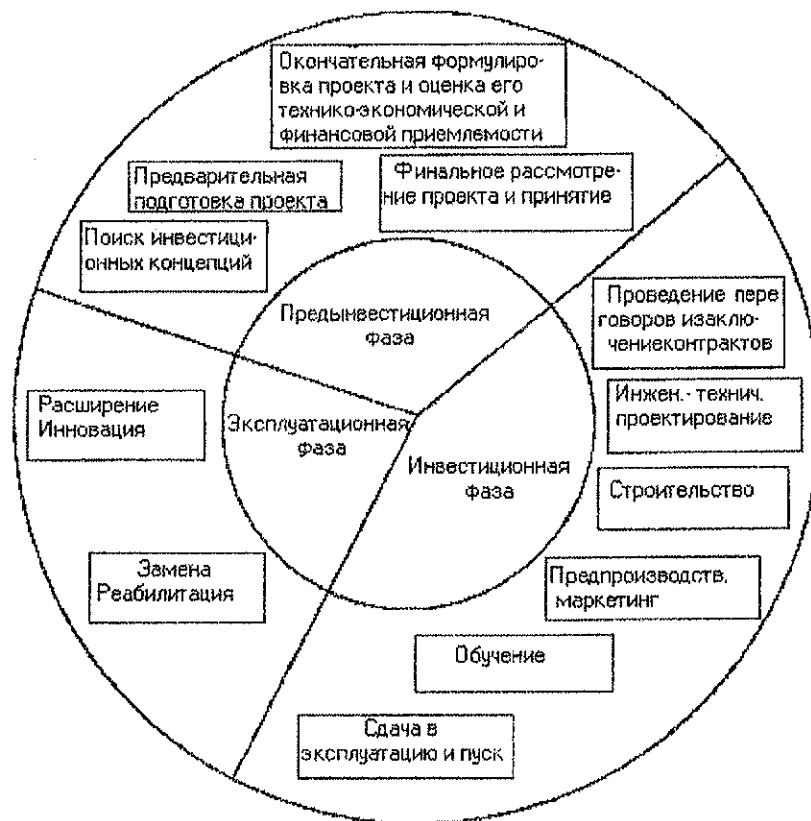 Окончательная формулиро-
вка проекта и оценка его
технико-экономической и
финансовой приемлемости
Финальное рассмотре-
ние проекта и принятие
Предварительная
подготовка проекта
Поиск инвестици-
онных концепций
Предынвестиционная
фаза
Проведение пере
говоров изаклю-
чениеконтрактов
Инжен.- технич.
проектирование
Строительство
Предпроизводств.
маркетинг
Обучение
Сдача в
эксплуатацию и пуск
Инвестиционная
фаза
Эксплуатационная
фаза
Расширение
Инновация
Замена
Реабилитация